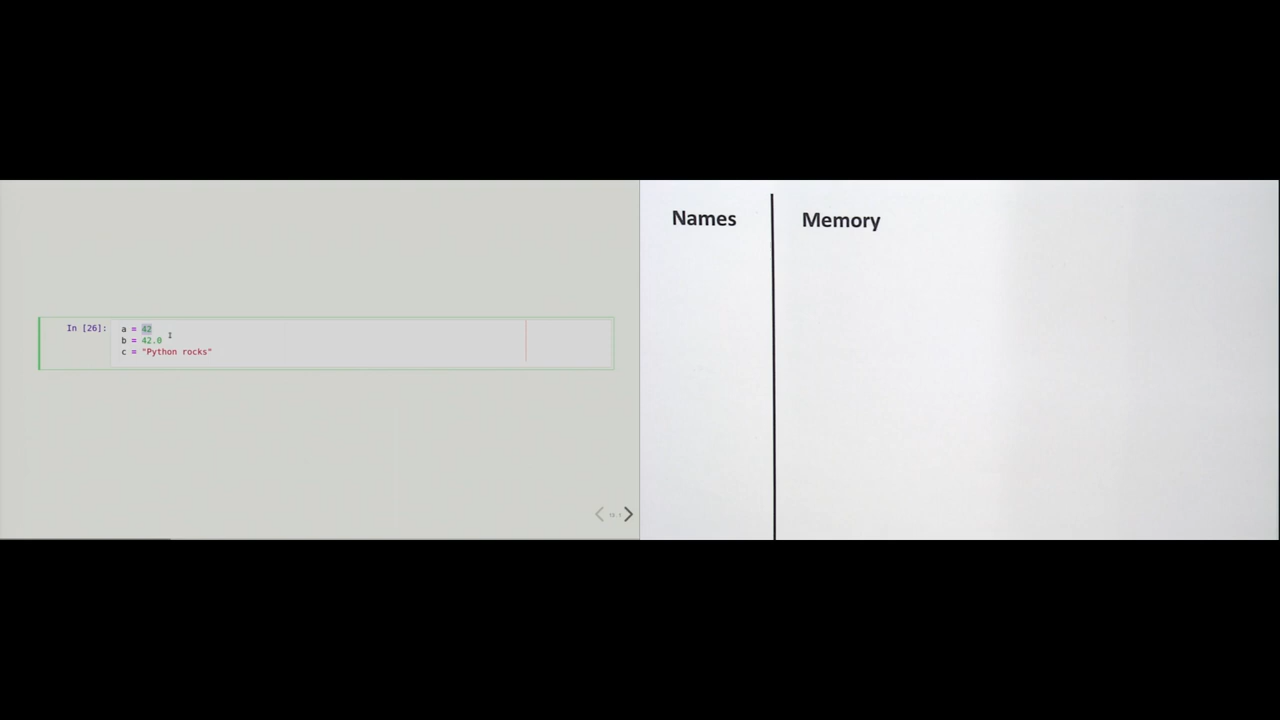 In [26]:
a = 42
b = 42.0
c = "Python rocks"
Names
Memory